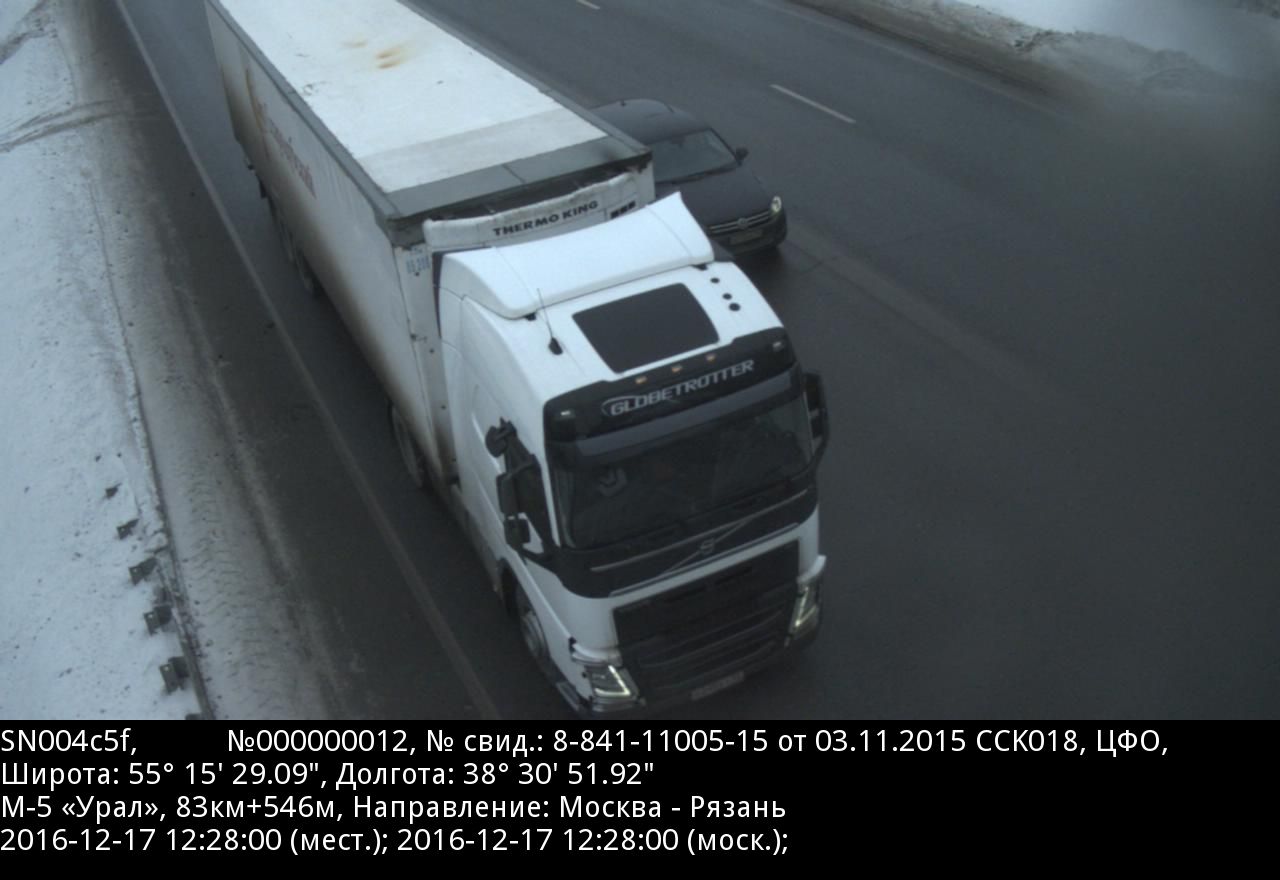 THERMO KING
GLOBETROTTER
SN004c5f, №000000012, № свид.: 8-841-11005-15 от 03.11.2015 ССК018, ЦФО,
Широта: 55° 15' 29.09", Долгота: 38° 30' 51.92"
М-5 «Урал», 83км+546м, Направление: Москва - Рязань
2016-12-17 12:28:00 (мест.); 2016-12-17 12:28:00 (моск.);